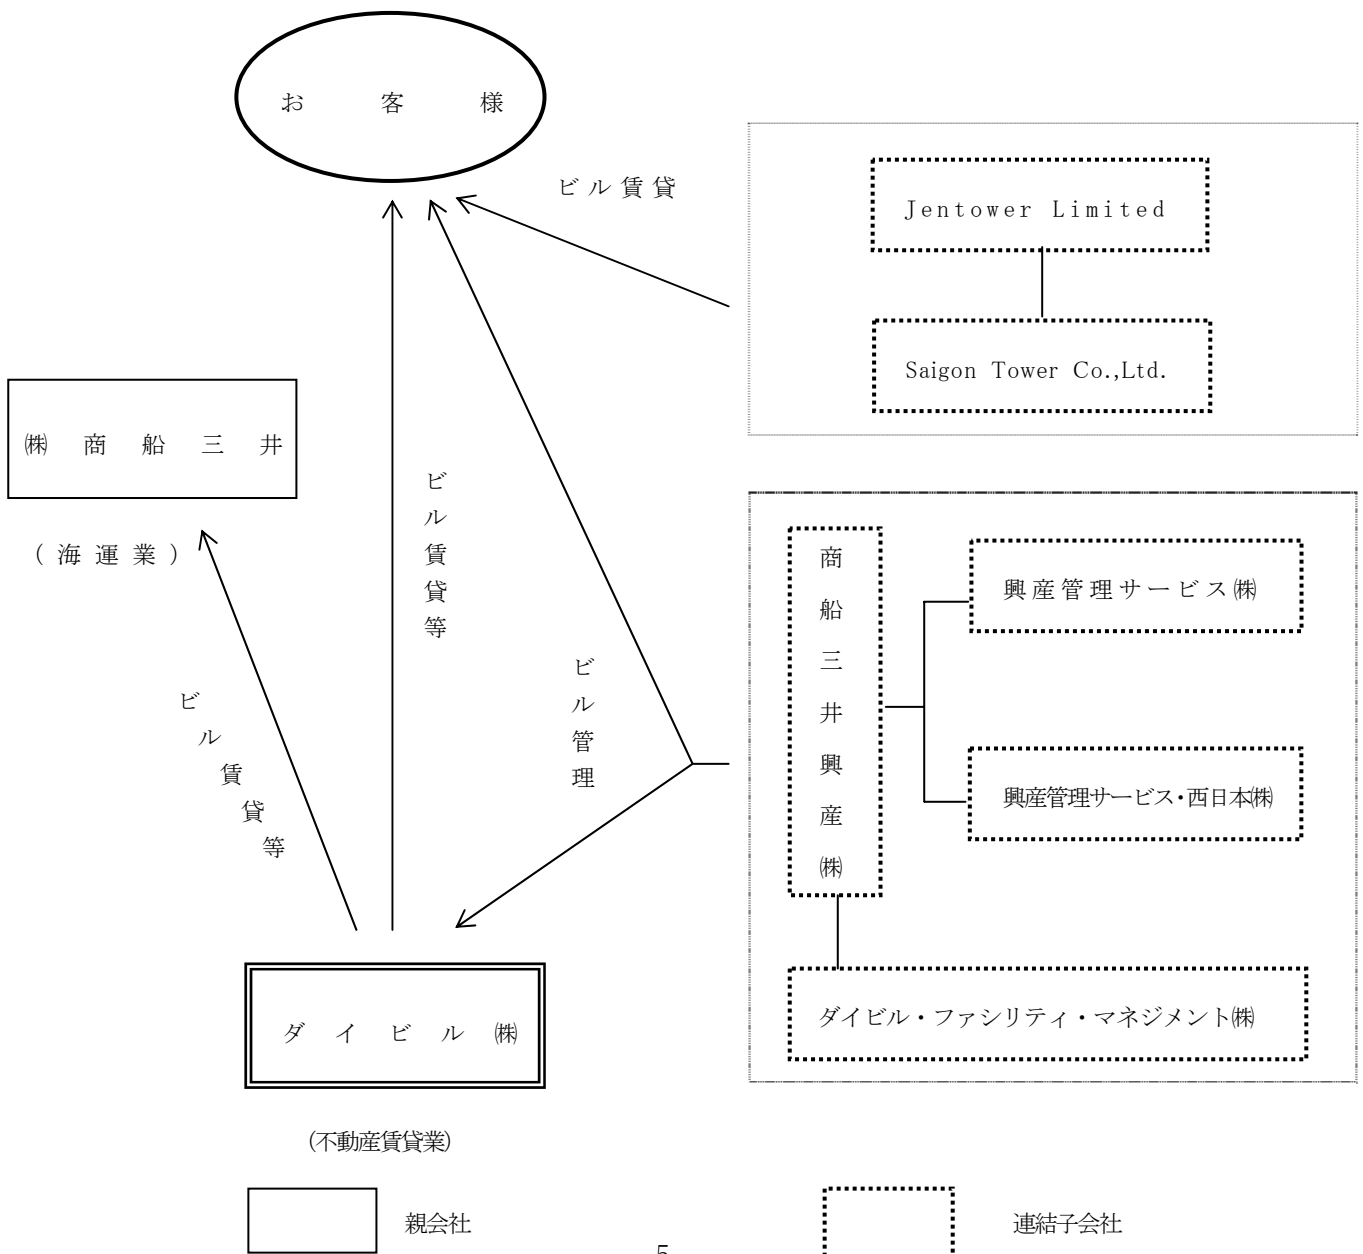 お客様
ビル賃貸
Jentower Limited
Saigon Tower Co.,Ltd.
㈱商船三井
(海運業)
ビル賃貸等
ビル賃貸等
ビル管理
商船三井興産㈱
興産管理サービス㈱
興産管理サービス・西日本㈱
ダイビル・ファシリティ・マネジメント㈱
ダイビル㈱
(不動産賃貸業)
親会社
連結子会社
5